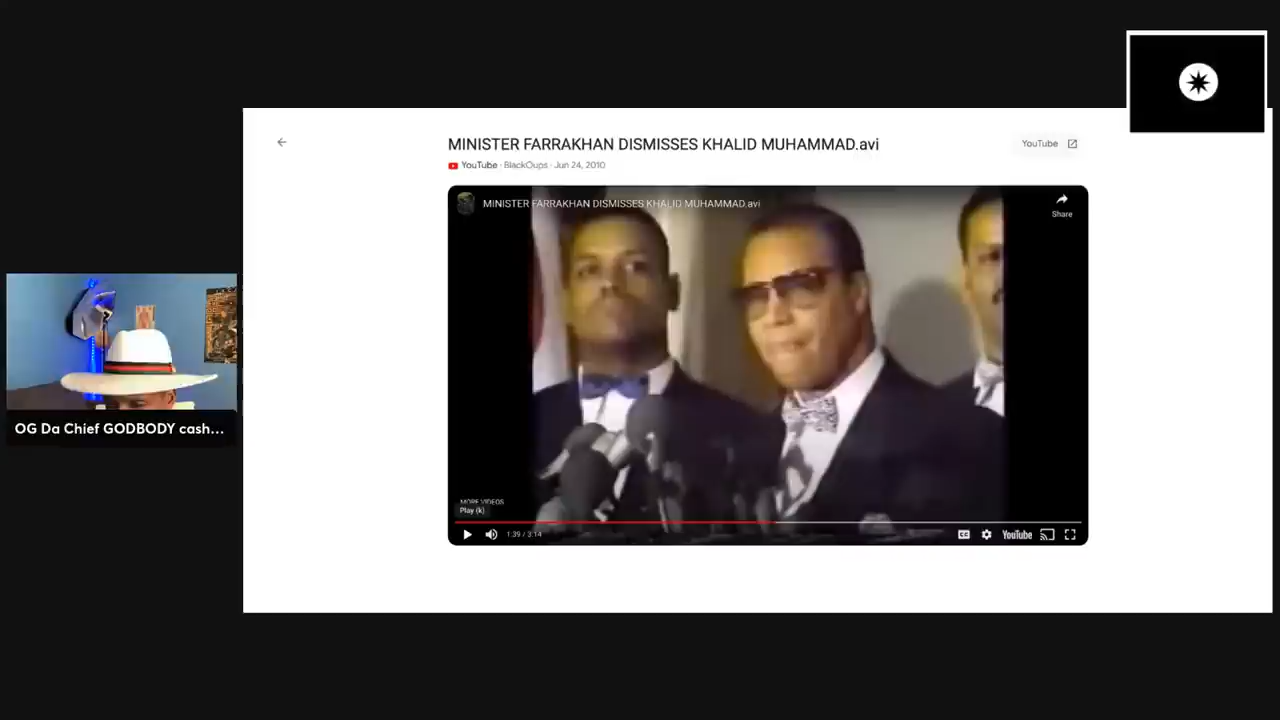 MINISTER FARRAKHAN DISMISSES KHALID MUHAMMAD.avi
YouTube
YouTube · BlackOups · Jun 24, 2010
MINISTER FARRAKHAN DISMISSES KHALID MUHAMMAD.avi
Share
OG Da Chief GODBODY cash...
MORE VIDEOS
Play (k)
1:39 / 3:14
CC
YouTube